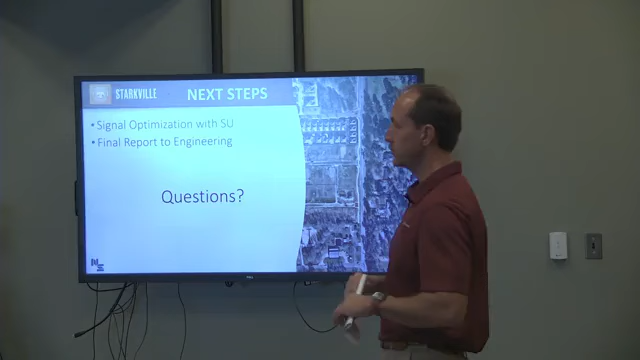 STARKVILLE
NEXT STEPS
• Signal Optimization with SU
• Final Report to Engineering
Questions?